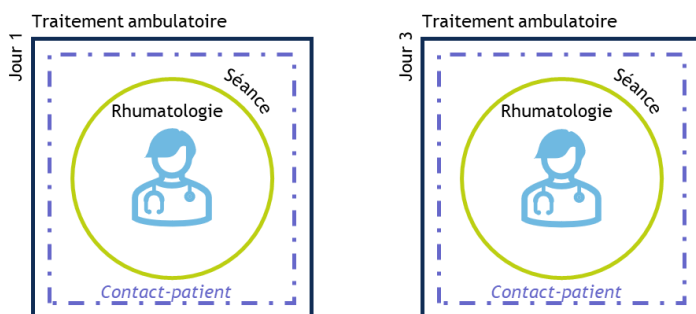 Traitement ambulatoire
Jour 1
Séance
Rhumatologie
Contact-patient
Traitement ambulatoire
Jour 3
Séance
Rhumatologie
Contact-patient